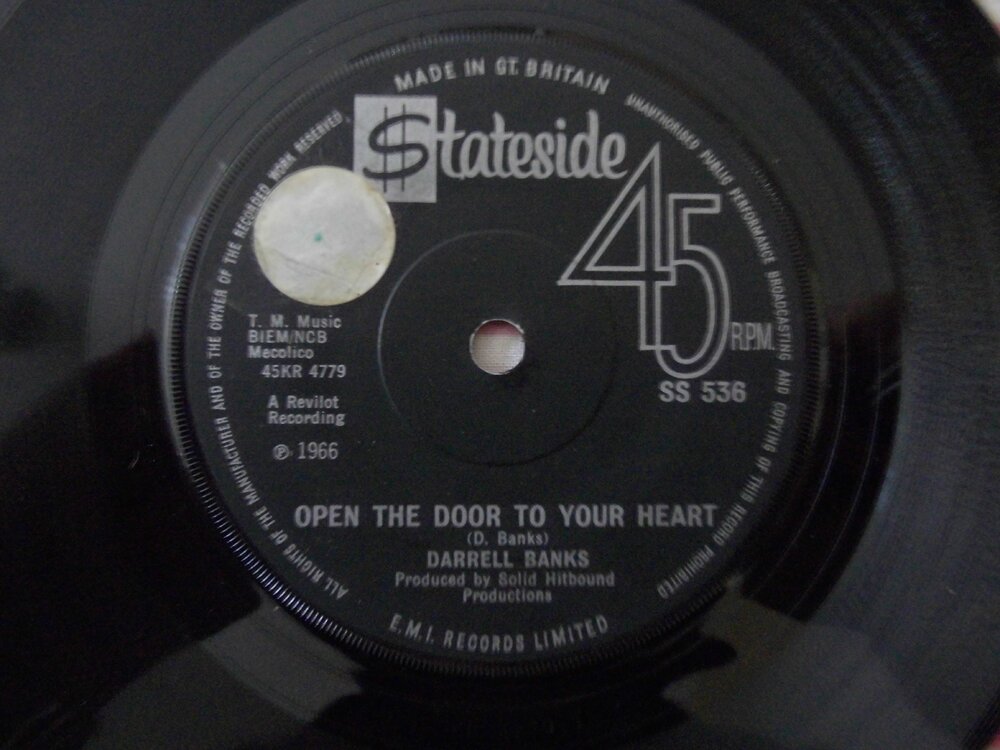 MADE IN GT. BRITAIN
Stateside
45
RPM.
SS 536
T. M. Music
BIEM/NCB
Mecolico
45KR 4779
A Revilot
Recording
℗ 1966
OPEN THE DOOR TO YOUR HEART
(D. Banks)
DARRELL BANKS
Produced by Solid Hitbound
Productions
E.M.I. RECORDS LIMITED
ALL RIGHTS OF THE MANUFACTURER AND OF THE OWNER OF THE RECORDED WORK RESERVED
UNAUTHORISED PUBLIC PERFORMANCE BROADCASTING AND COPYING OF THIS RECORD PROHIBITED